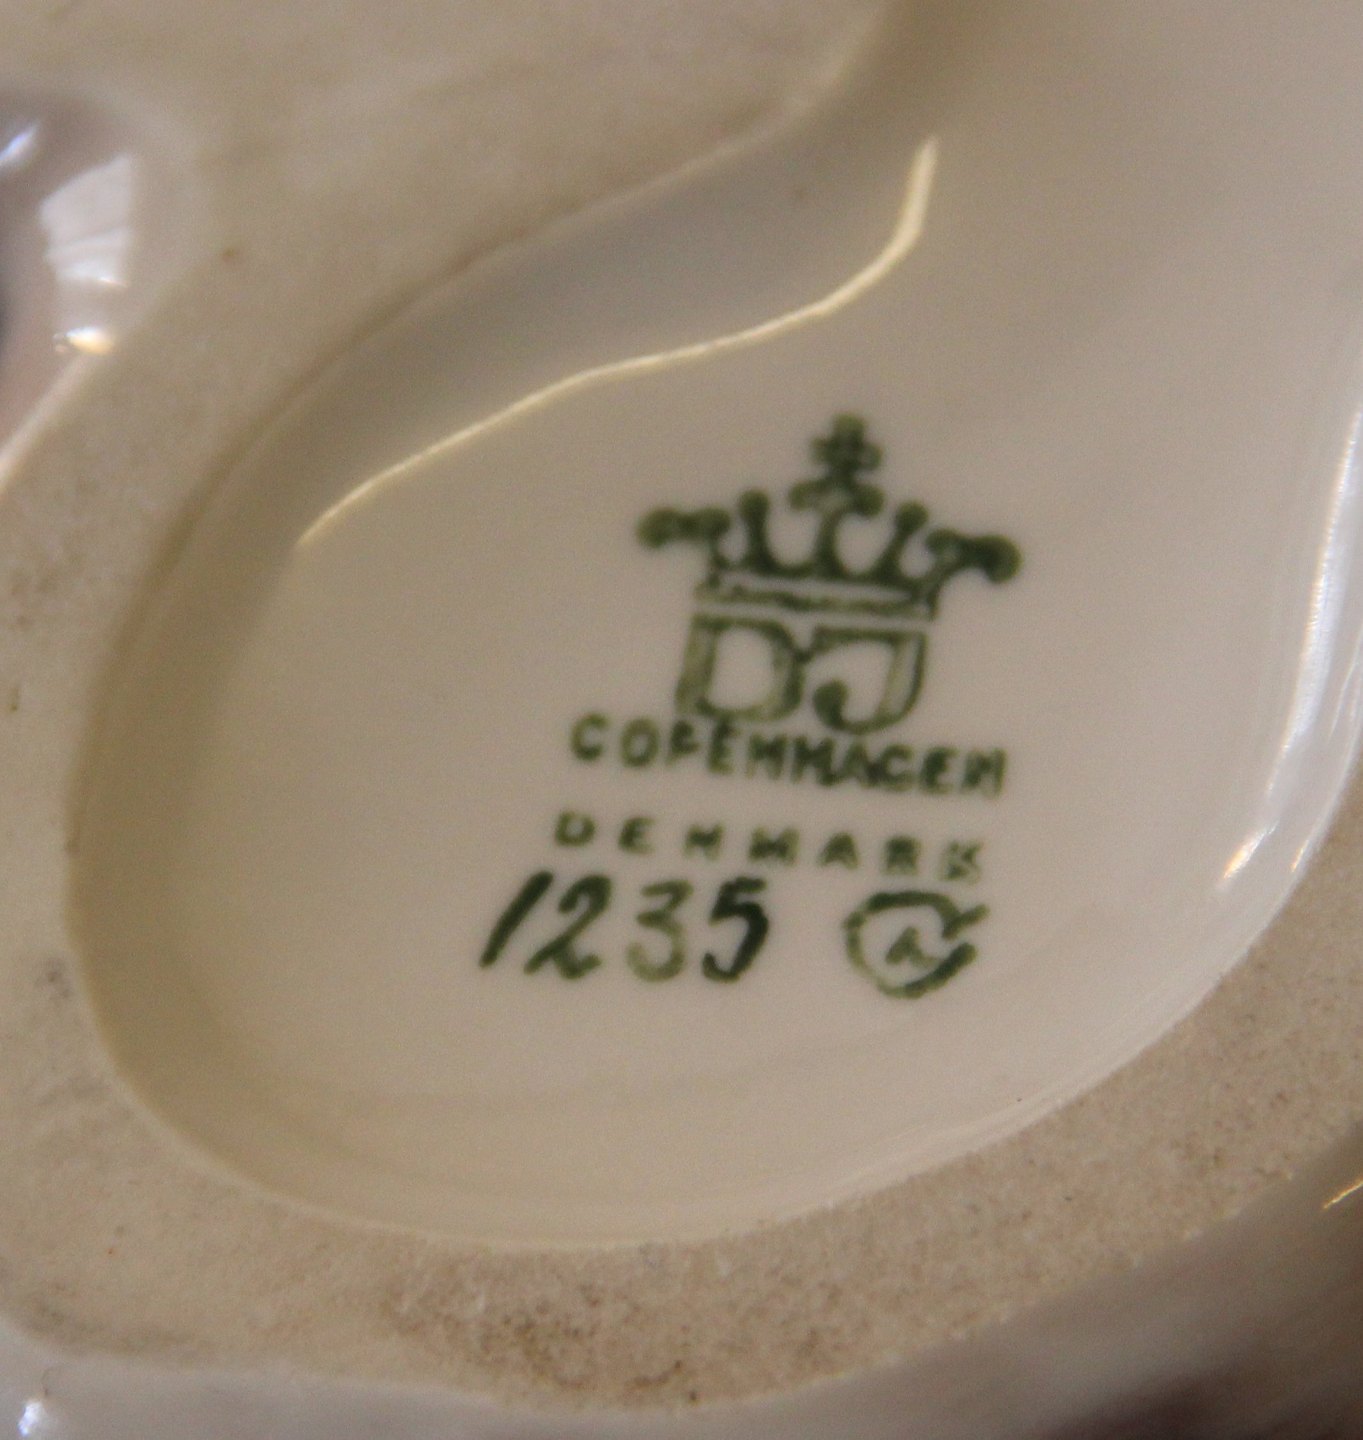 DJ
COPENHAGEN
DENMARK
1235